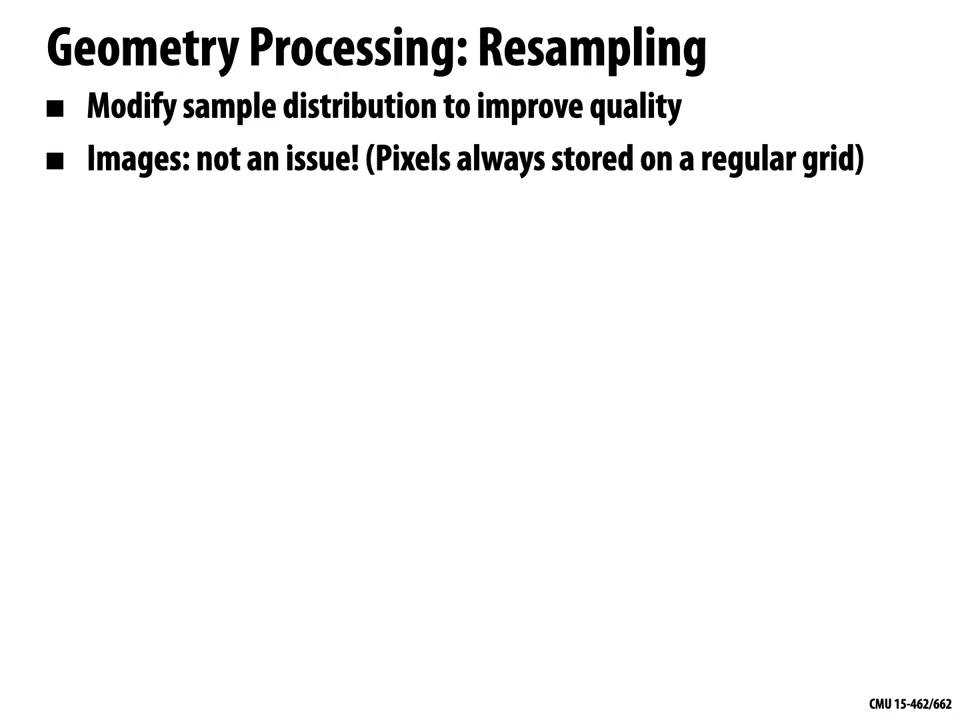 Geometry Processing: Resampling
■ Modify sample distribution to improve quality
■ Images: not an issue! (Pixels always stored on a regular grid)
CMU 15-462/662